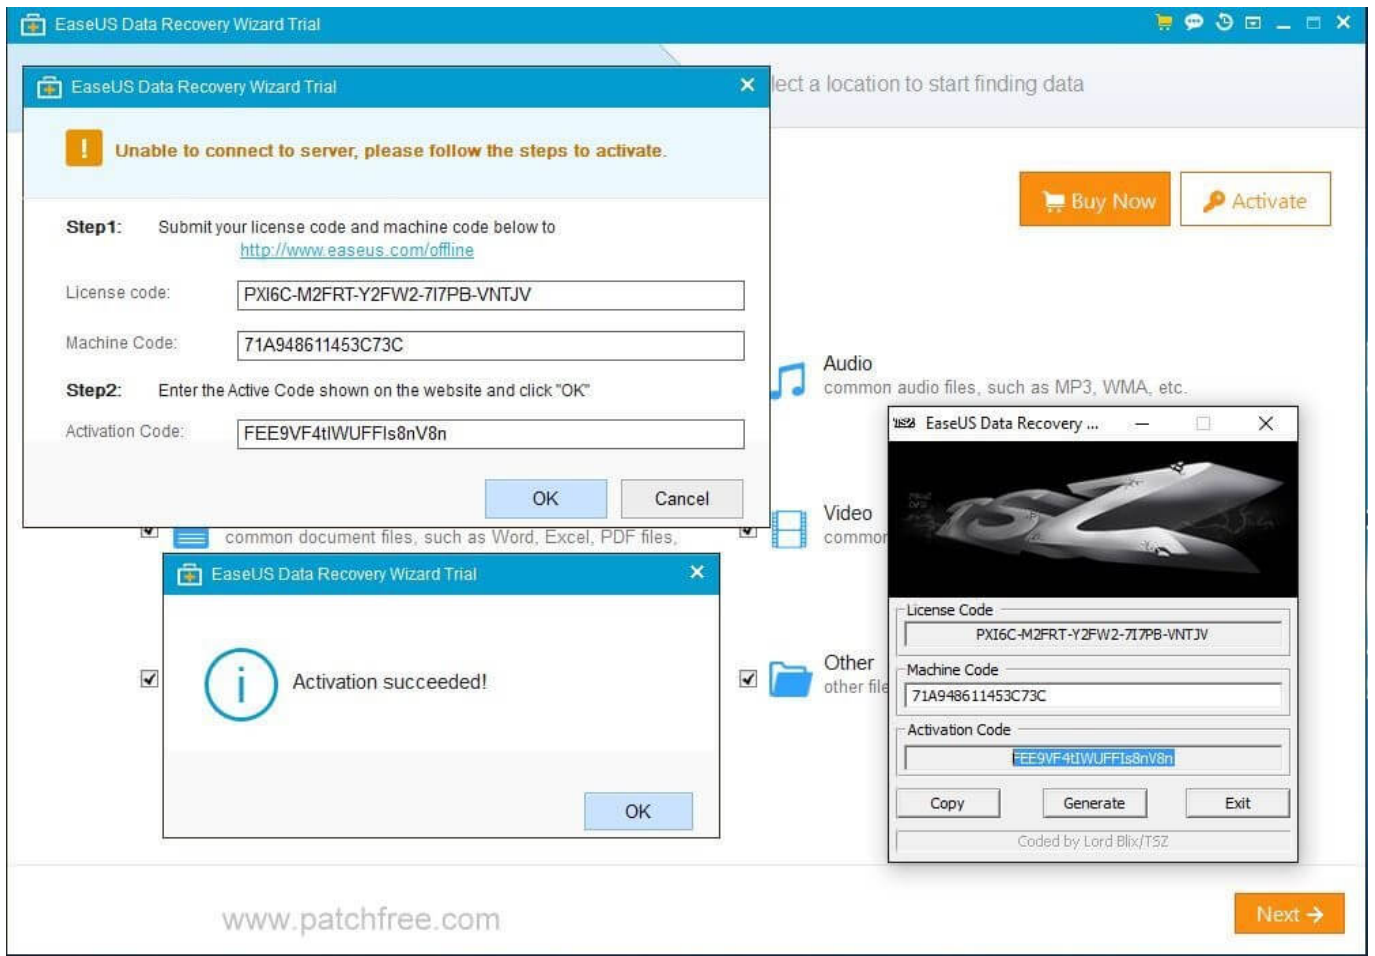 EaseUS Data Recovery Wizard Trial
EaseUS Data Recovery Wizard Trial
lect a location to start finding data
Unable to connect to server, please follow the steps to activate.
Buy Now
Activate
Step1: Submit your license code and machine code below to
http://www.easeus.com/offline
License code: PXI6C-M2FRT-Y2FW2-7I7PB-VNTJV
Machine Code: 71A948611453C73C
Step2: Enter the Active Code shown on the website and click "OK"
Activation Code: FEE9VF4tIWUFFIs8nV8n
OK
Cancel
Audio
common audio files, such as MP3, WMA, etc.
Video
common
common document files, such as Word, Excel, PDF files,
Other
other file
EaseUS Data Recovery Wizard Trial
Activation succeeded!
OK
EaseUS Data Recovery ...
License Code
PXI6C-M2FRT-Y2FW2-7I7PB-VNTJV
Machine Code
71A948611453C73C
Activation Code
FEE9VF4tIWUFFIs8nV8n
Copy
Generate
Exit
Coded by Lord Blix/TSZ
www.patchfree.com
Next